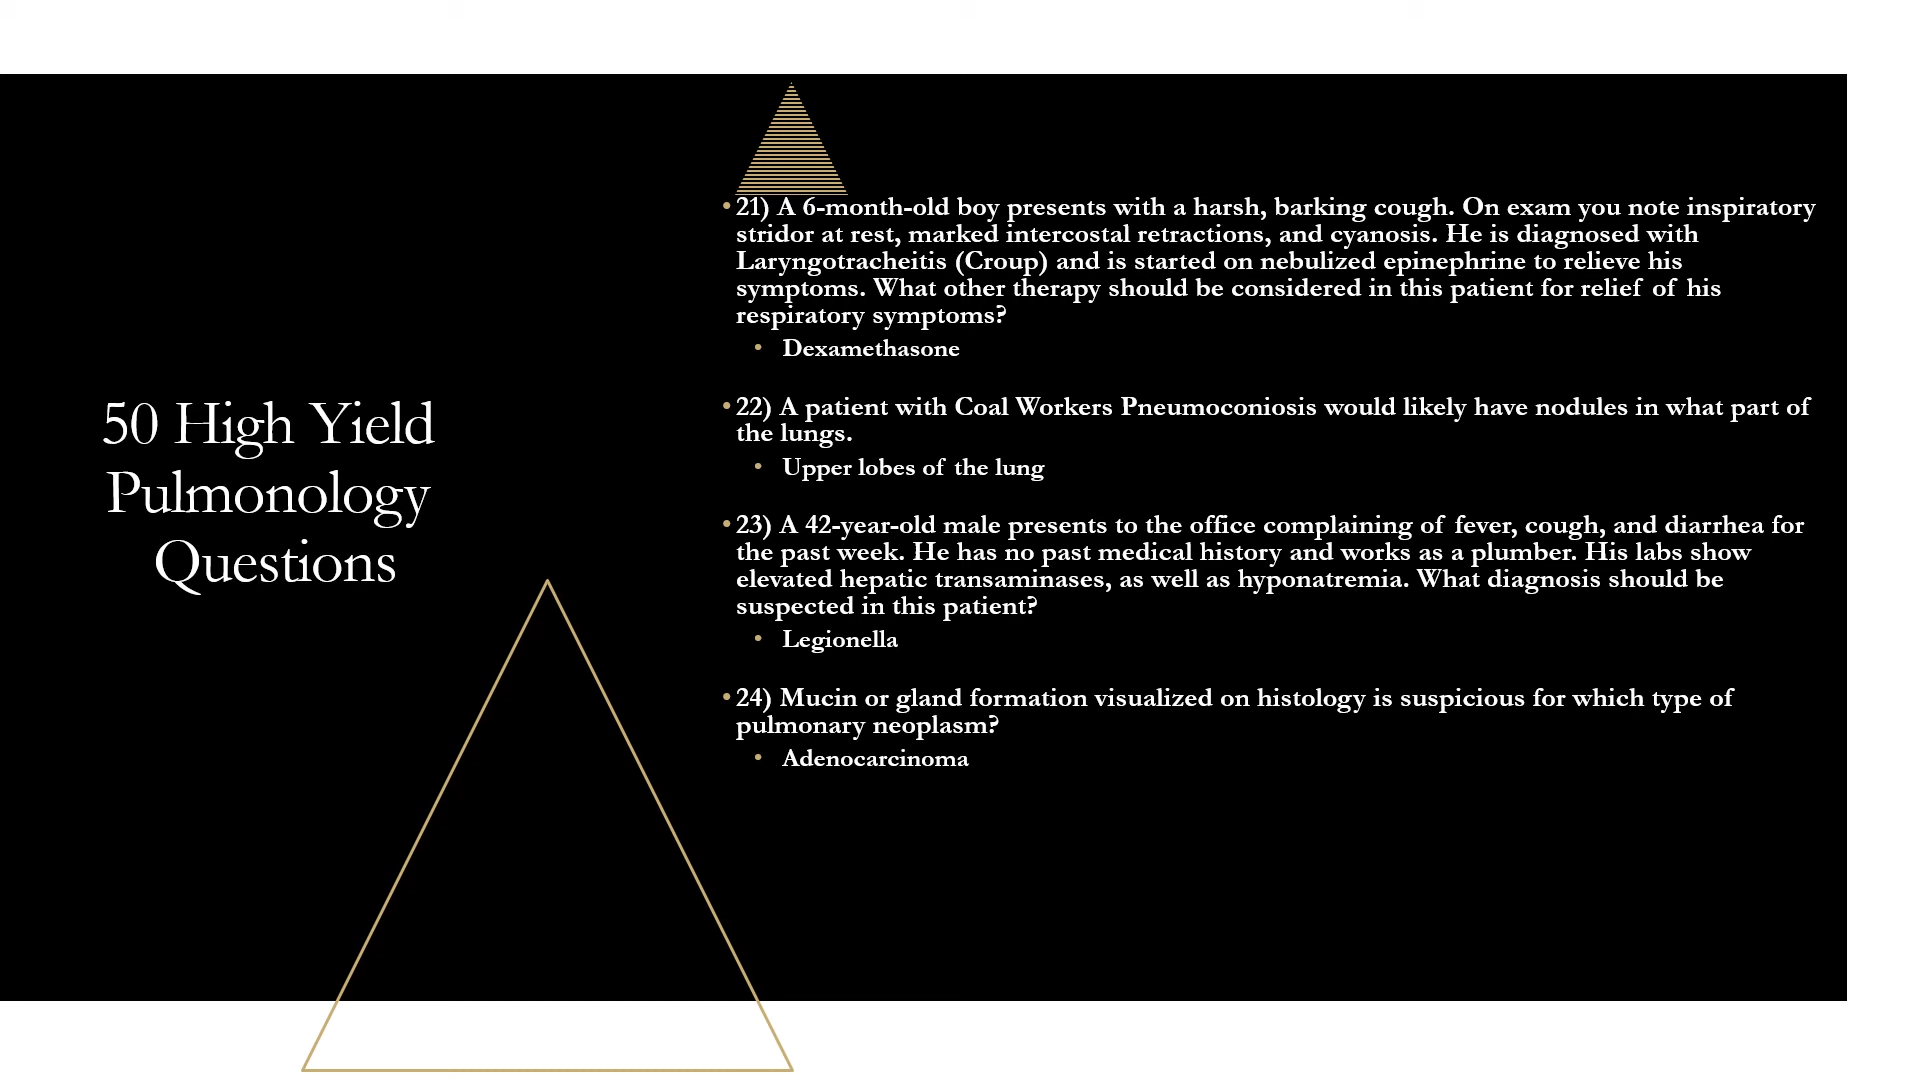 50 High Yield
Pulmonology
Questions
• 21) A 6-month-old boy presents with a harsh, barking cough. On exam you note inspiratory
stridor at rest, marked intercostal retractions, and cyanosis. He is diagnosed with
Laryngotracheitis (Croup) and is started on nebulized epinephrine to relieve his
symptoms. What other therapy should be considered in this patient for relief of his
respiratory symptoms?
• Dexamethasone
• 22) A patient with Coal Workers Pneumoconiosis would likely have nodules in what part of
the lungs.
• Upper lobes of the lung
• 23) A 42-year-old male presents to the office complaining of fever, cough, and diarrhea for
the past week. He has no past medical history and works as a plumber. His labs show
elevated hepatic transaminases, as well as hyponatremia. What diagnosis should be
suspected in this patient?
• Legionella
• 24) Mucin or gland formation visualized on histology is suspicious for which type of
pulmonary neoplasm?
• Adenocarcinoma